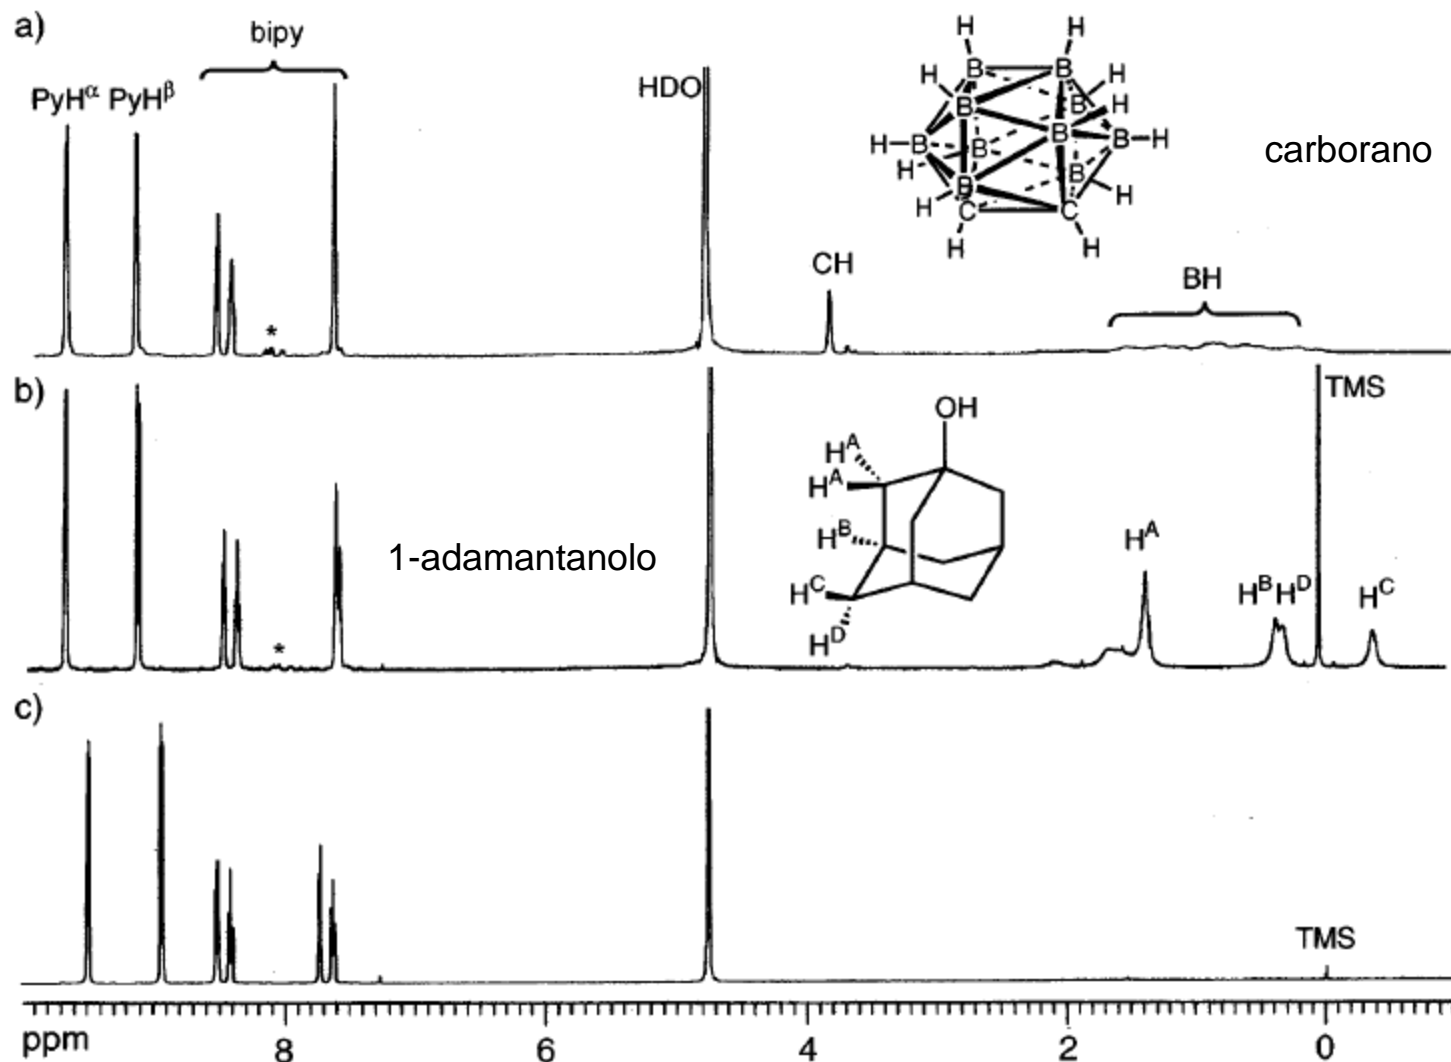 a)
bipy
PyHα PyHβ
HDO
H H
B B
H H
B B H
H B B B B H
H B H
H B
C C
H H
carborano
CH
BH
*
b)
TMS
OH
Hᴬ
Hᴬ
Hᴮ
Hᶜ
Hᴰ
1-adamantanolo
Hᴬ
Hᴮ Hᴰ
Hᶜ
*
c)
TMS
ppm 8 6 4 2 0